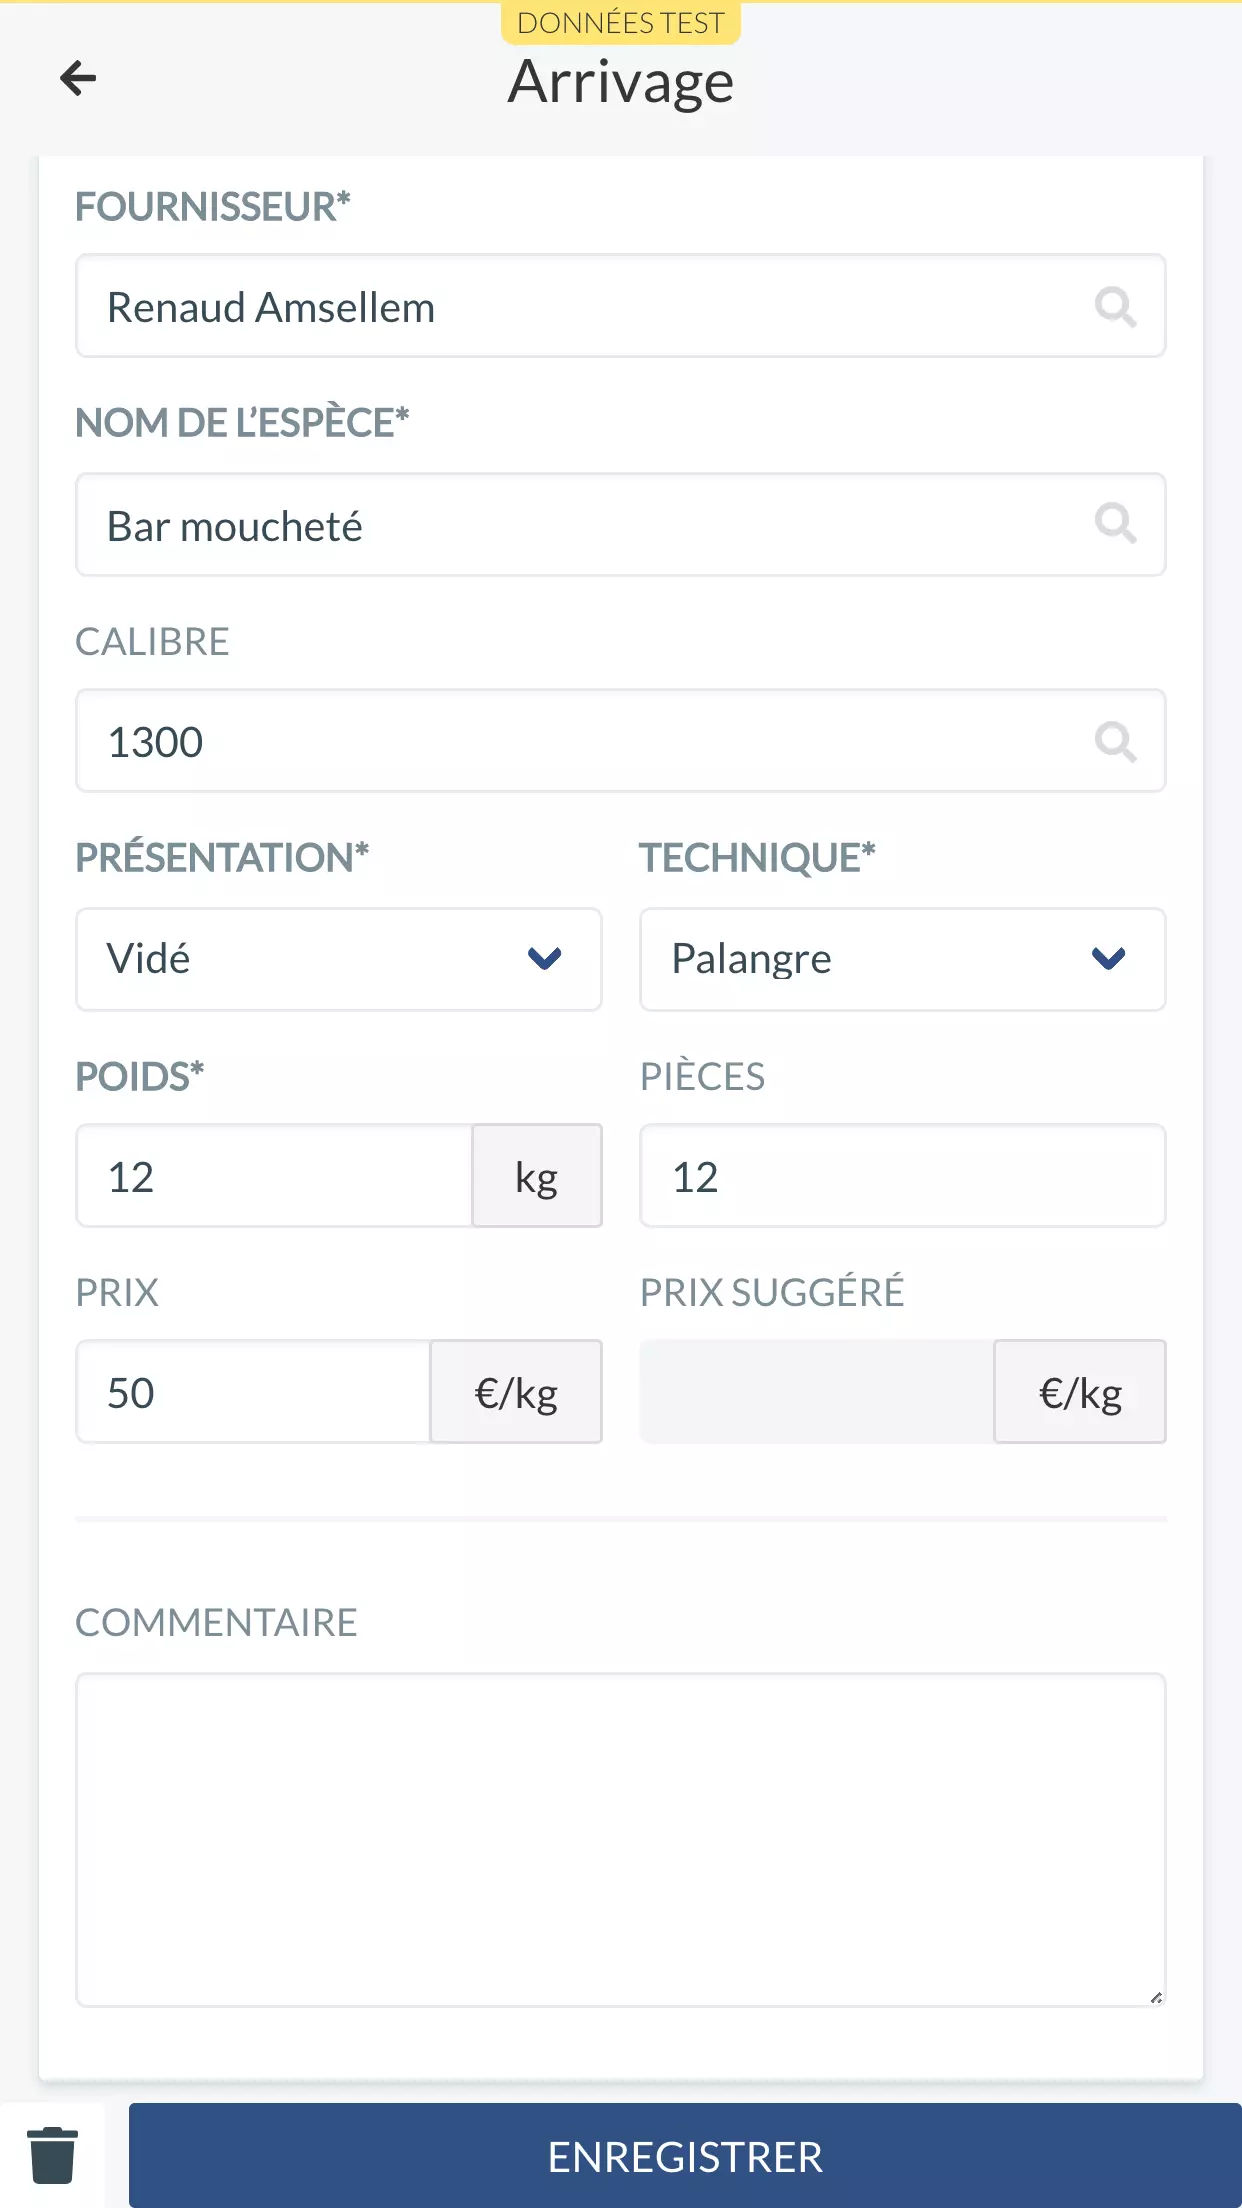 DONNÉES TEST
Arrivage
FOURNISSEUR*
Renaud Amsellem
NOM DE L’ESPÈCE*
Bar moucheté
CALIBRE
1300
PRÉSENTATION* TECHNIQUE*
Vidé Palangre
POIDS* PIÈCES
12 kg 12
PRIX PRIX SUGGÉRÉ
50 €/kg €/kg
COMMENTAIRE
ENREGISTRER